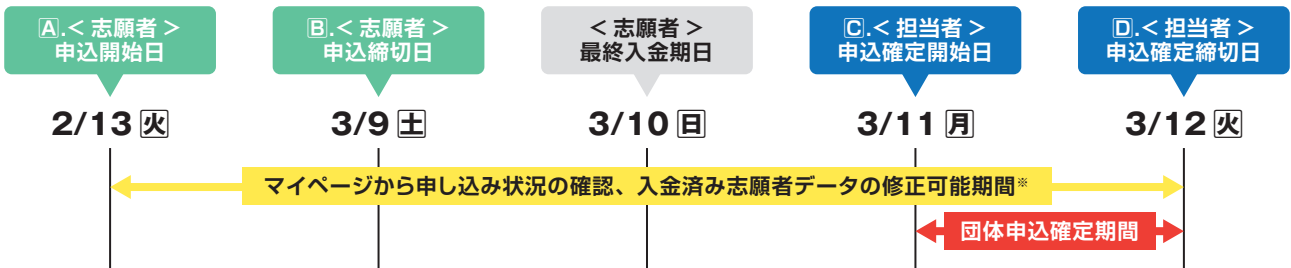 A.< 志願者 >
申込開始日
B.< 志願者 >
申込締切日
< 志願者 >
最終入金期日
C.< 担当者 >
申込確定開始日
D.< 担当者 >
申込確定締切日
2/13 火
3/9 土
3/10 日
3/11 月
3/12 火
マイページから申し込み状況の確認、入金済み志願者データの修正可能期間※
団体申込確定期間